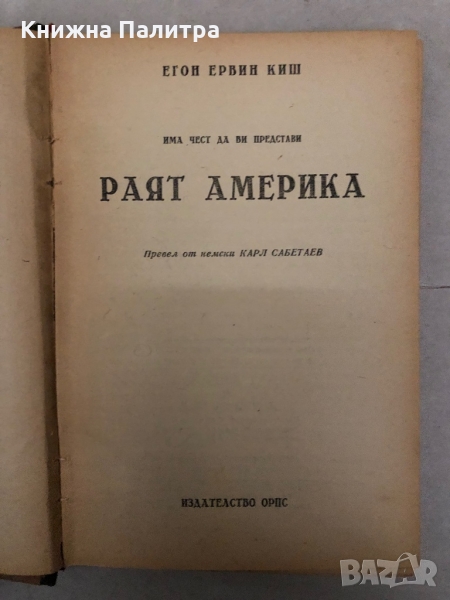 Книжна Палитра
ЕГОН ЕРВИН КИШ
ИМА ЧЕСТ ДА ВИ ПРЕДСТАВИ
РАЯТ АМЕРИКА
Превел от немски КАРЛ САБЕТАЕВ
ИЗДАТЕЛСТВО ОРПС
BAZAR